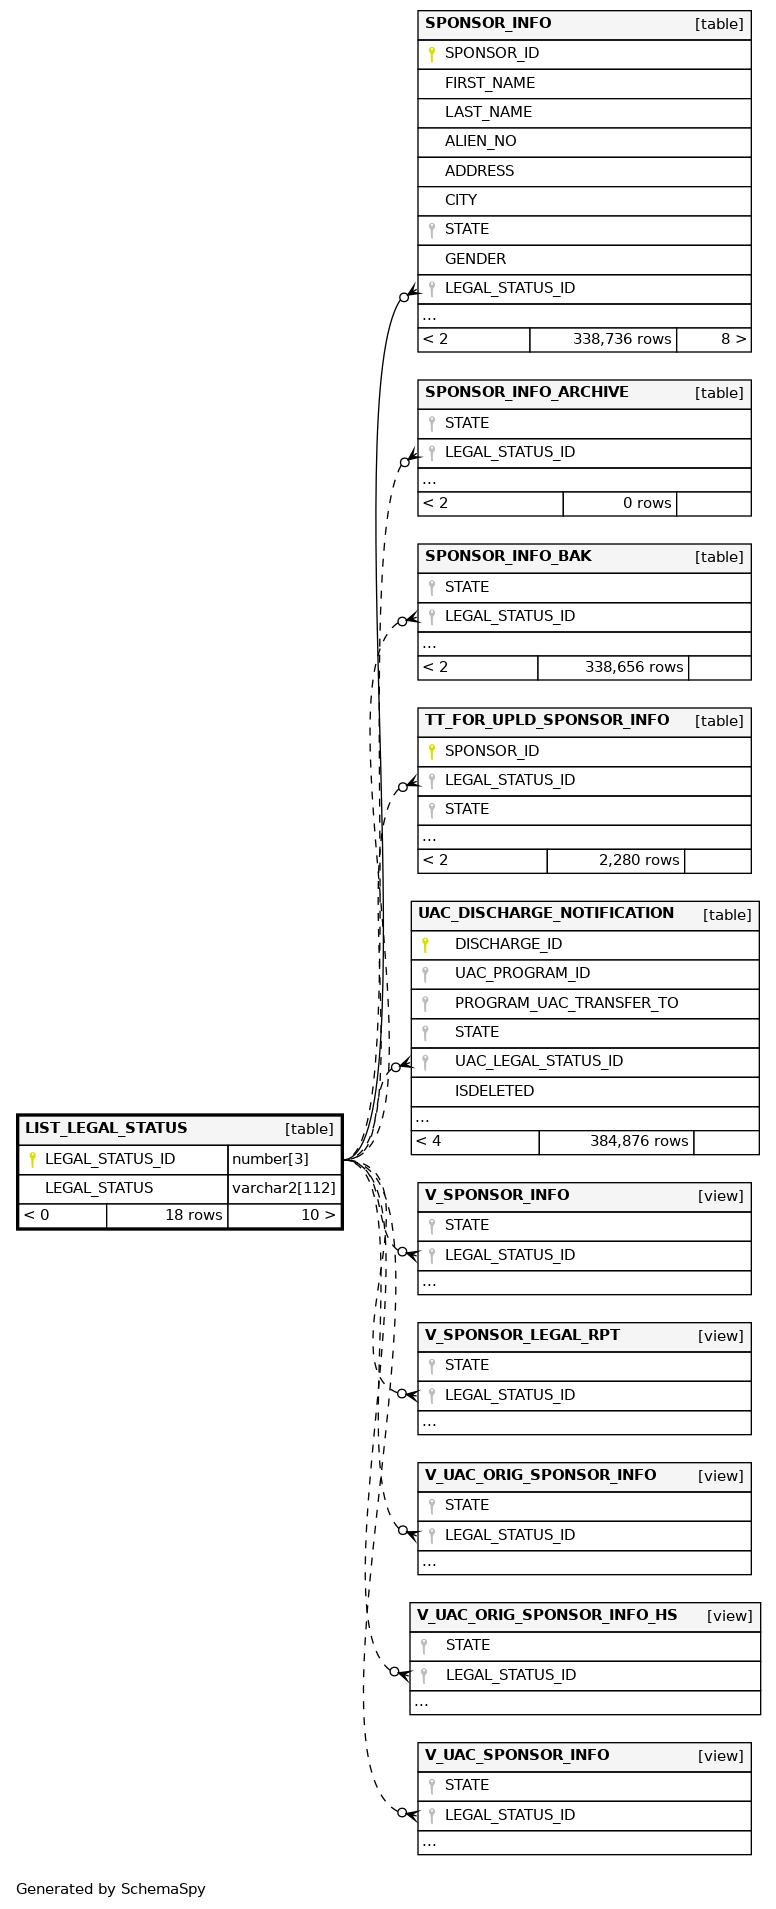 SPONSOR_INFO [table]
SPONSOR_ID
FIRST_NAME
LAST_NAME
ALIEN_NO
ADDRESS
CITY
STATE
GENDER
LEGAL_STATUS_ID
...
< 2 338,736 rows 8 >
SPONSOR_INFO_ARCHIVE [table]
STATE
LEGAL_STATUS_ID
...
< 2 0 rows
SPONSOR_INFO_BAK [table]
STATE
LEGAL_STATUS_ID
...
< 2 338,656 rows
TT_FOR_UPLD_SPONSOR_INFO [table]
SPONSOR_ID
LEGAL_STATUS_ID
STATE
...
< 2 2,280 rows
UAC_DISCHARGE_NOTIFICATION [table]
DISCHARGE_ID
UAC_PROGRAM_ID
PROGRAM_UAC_TRANSFER_TO
STATE
UAC_LEGAL_STATUS_ID
ISDELETED
...
< 4 384,876 rows
LIST_LEGAL_STATUS [table]
LEGAL_STATUS_ID number[3]
LEGAL_STATUS varchar2[112]
< 0 18 rows 10 >
V_SPONSOR_INFO [view]
STATE
LEGAL_STATUS_ID
...
V_SPONSOR_LEGAL_RPT [view]
STATE
LEGAL_STATUS_ID
...
V_UAC_ORIG_SPONSOR_INFO [view]
STATE
LEGAL_STATUS_ID
...
V_UAC_ORIG_SPONSOR_INFO_HS [view]
STATE
LEGAL_STATUS_ID
...
V_UAC_SPONSOR_INFO [view]
STATE
LEGAL_STATUS_ID
...
Generated by SchemaSpy